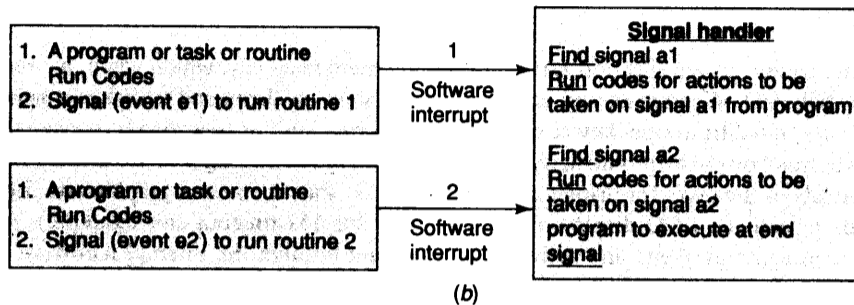 1. A program or task or routine
Run Codes
2. Signal (event e1) to run routine 1
1
Software
interrupt
1. A program or task or routine
Run Codes
2. Signal (event e2) to run routine 2
2
Software
interrupt
Signal handler
Find signal a1
Run codes for actions to be
taken on signal a1 from program
Find signal a2
Run codes for actions to be
taken on signal a2
program to execute at end
signal
(b)